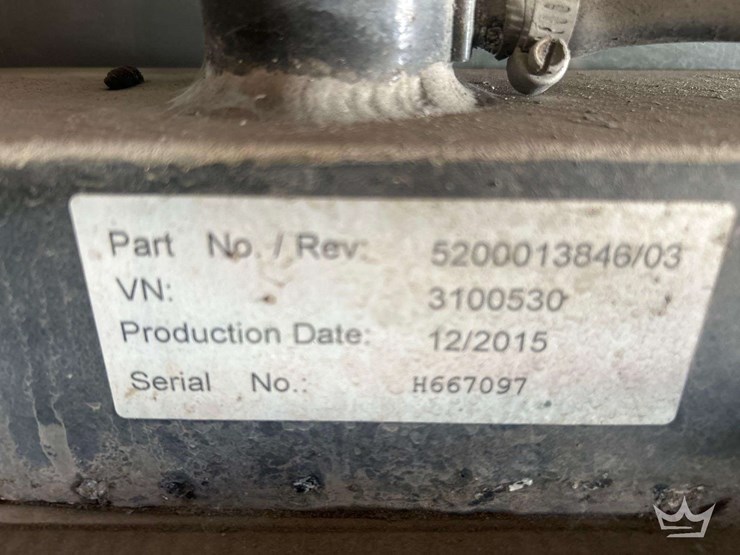 Part No. / Rev: 5200013846/03
VN: 3100530
Production Date: 12/2015
Serial No.: H667097